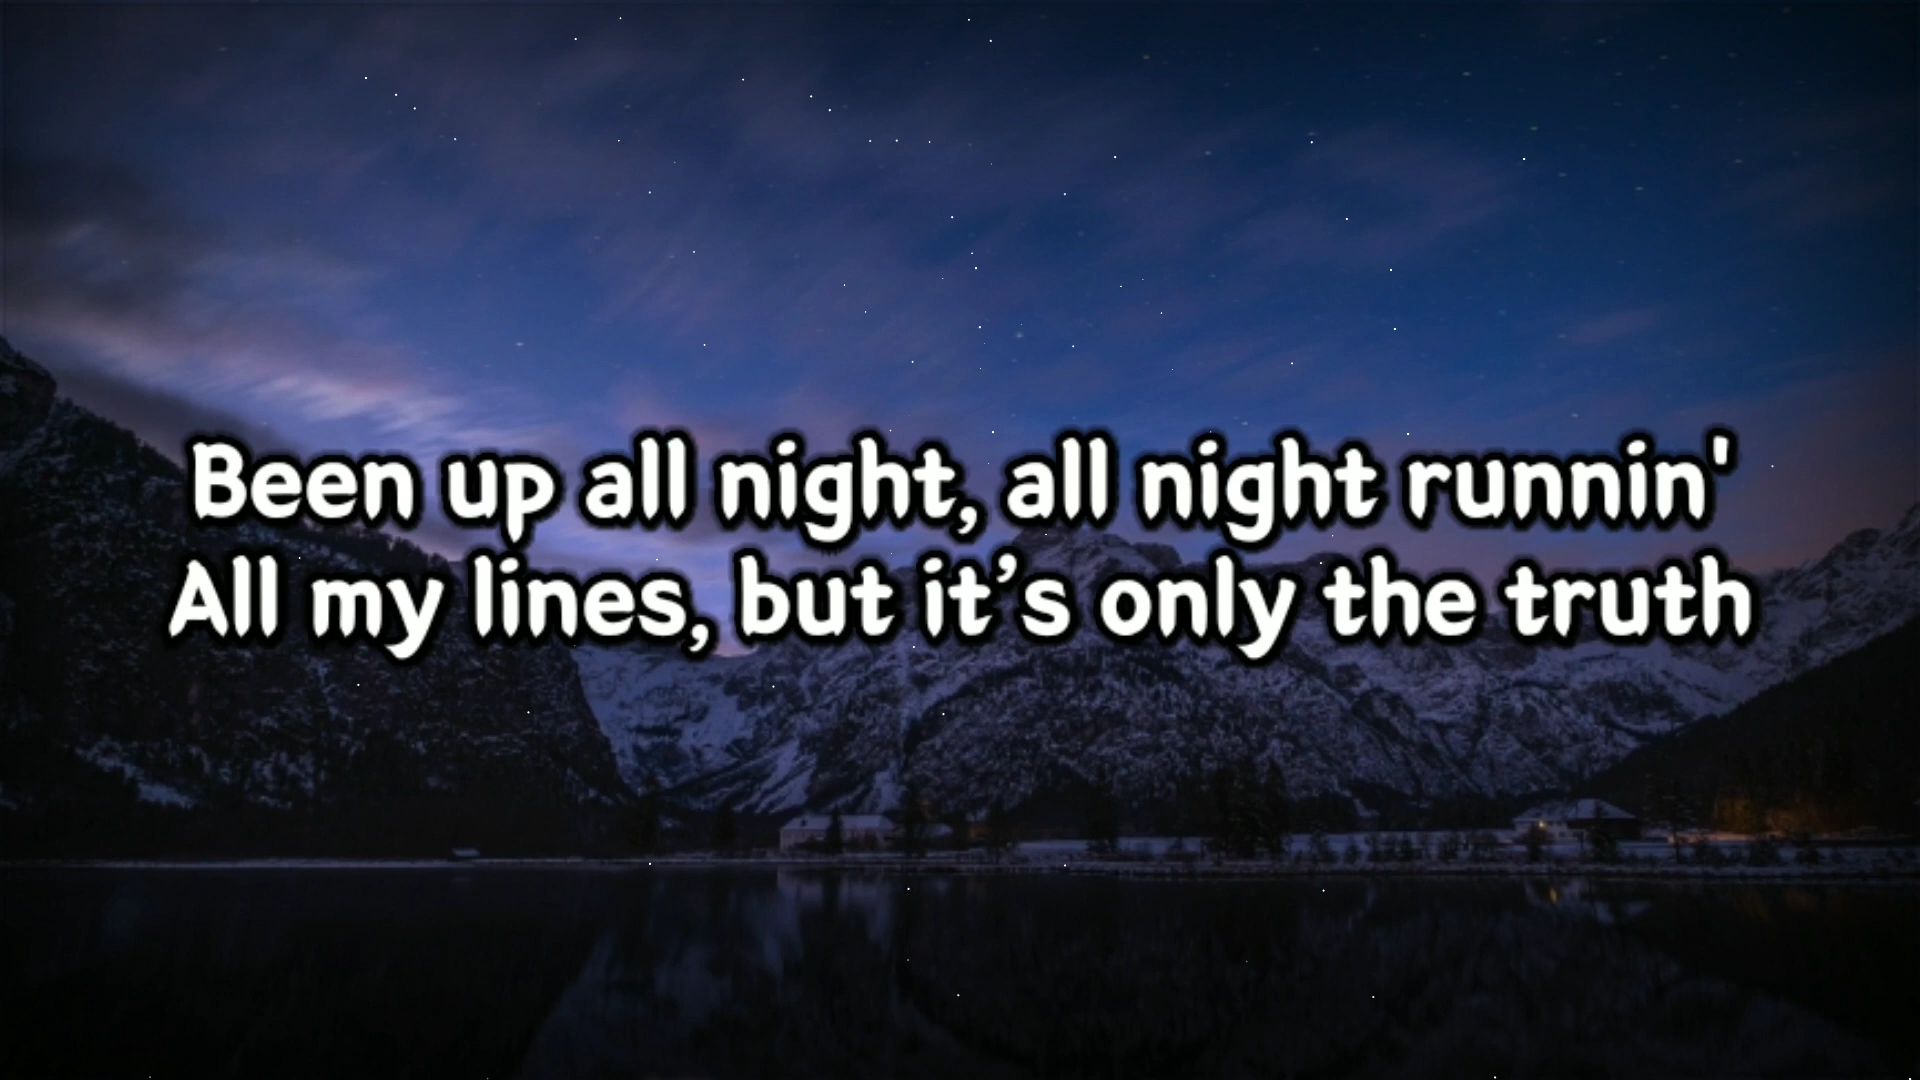 Been up all night, all night runnin'
All my lines, but it’s only the truth